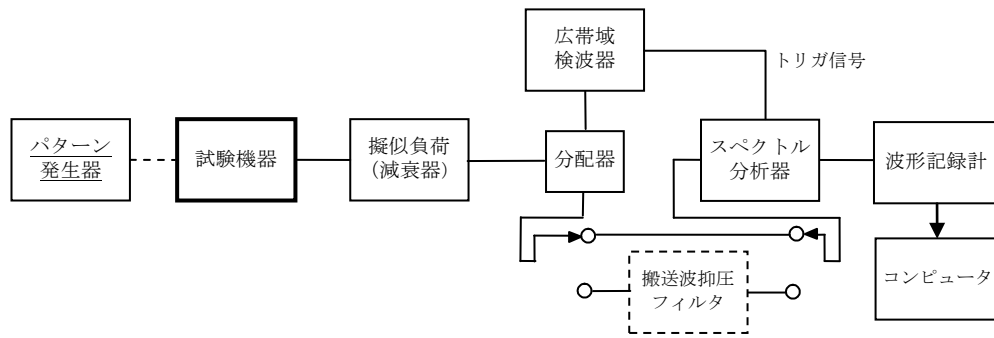 広帯域
検波器
トリガ信号
パターン
発生器
試験機器
擬似負荷
（減衰器）
分配器
スペクトル
分析器
波形記録計
搬送波抑圧
フィルタ
コンピュータ